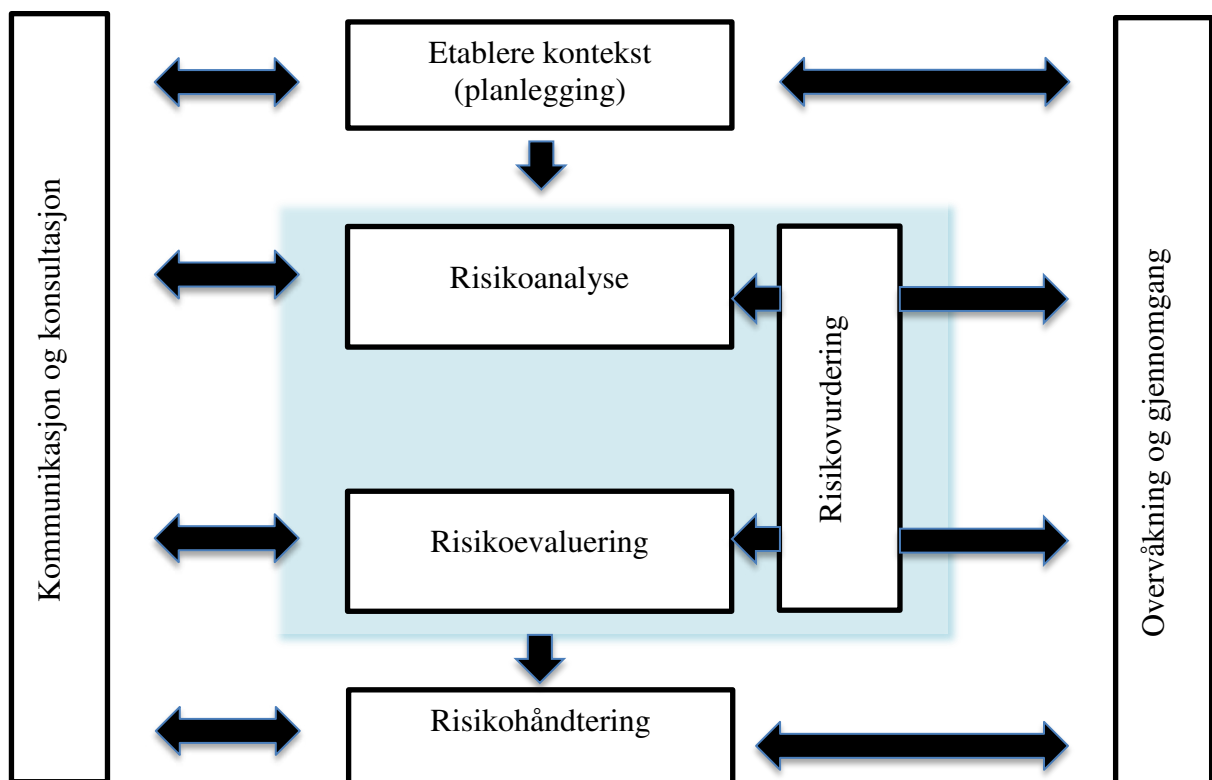 Kommunikasjon og konsultasjon
Etablere kontekst
(planlegging)
Risikoanalyse
Risikovurdering
Risikoevaluering
Risikohåndtering
Overvåkning og gjennomgang